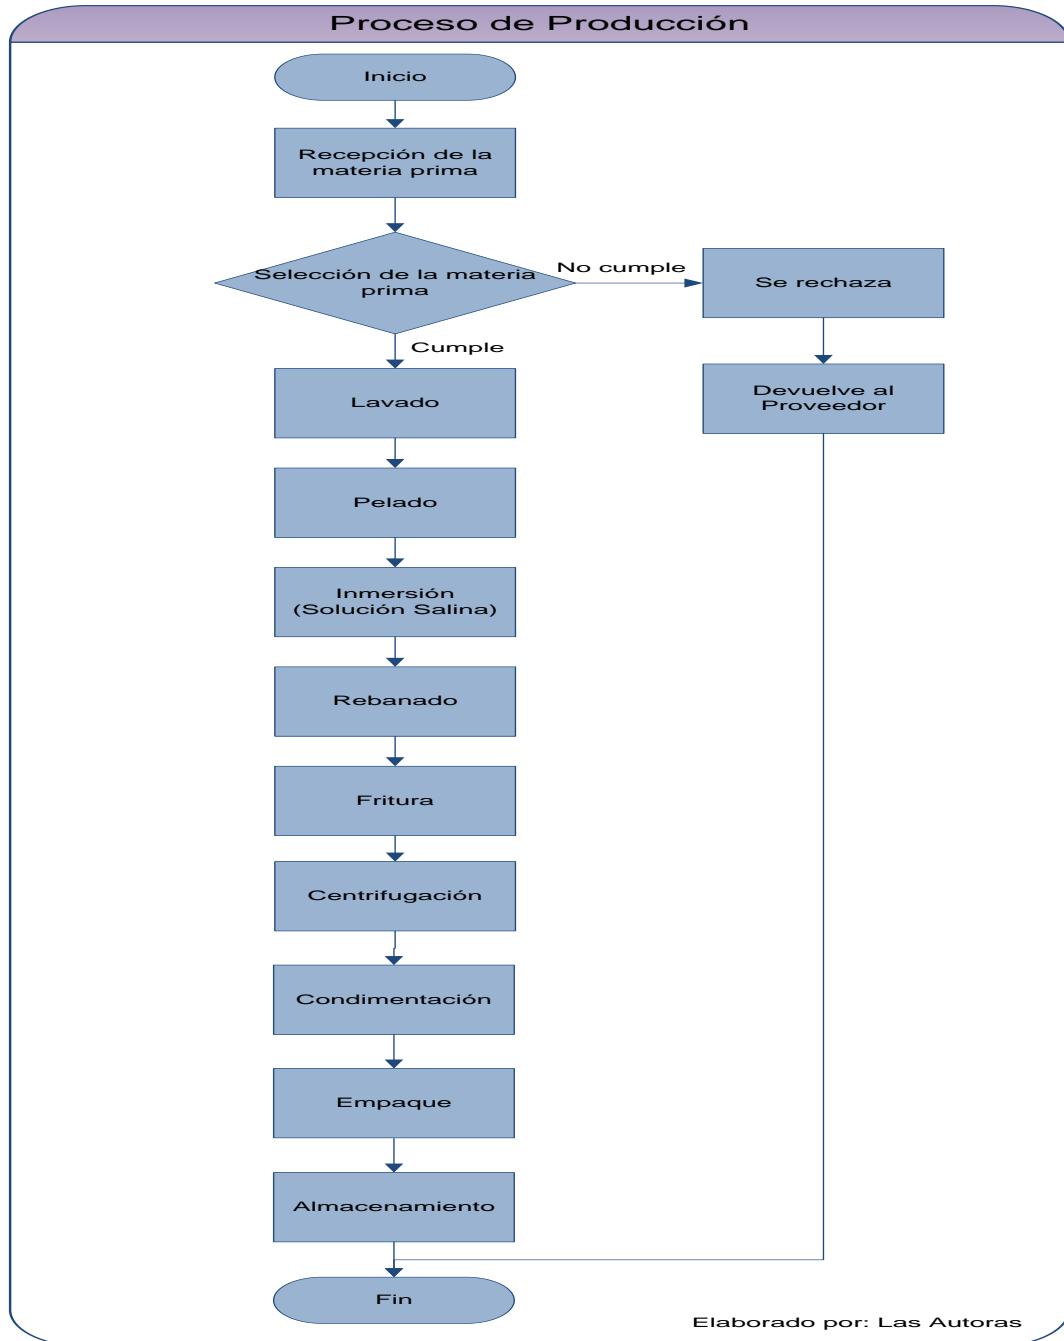 Proceso de Producción
Inicio
Recepción de la
materia prima
Selección de la materia
prima
No cumple
Se rechaza
Cumple
Devuelve al
Proveedor
Lavado
Pelado
Inmersión
(Solución Salina)
Rebanado
Fritura
Centrifugación
Condimentación
Empaque
Almacenamiento
Fin
Elaborado por: Las Autoras